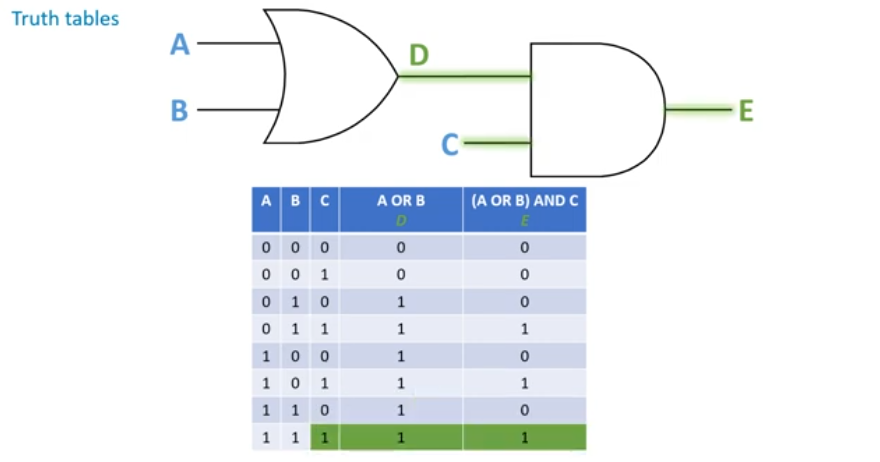 Truth tables
A
D
B
E
C
A B C A OR B (A OR B) AND C
D E
0 0 0 0 0
0 0 1 0 0
0 1 0 1 0
0 1 1 1 1
1 0 0 1 0
1 0 1 1 1
1 1 0 1 0
1 1 1 1 1